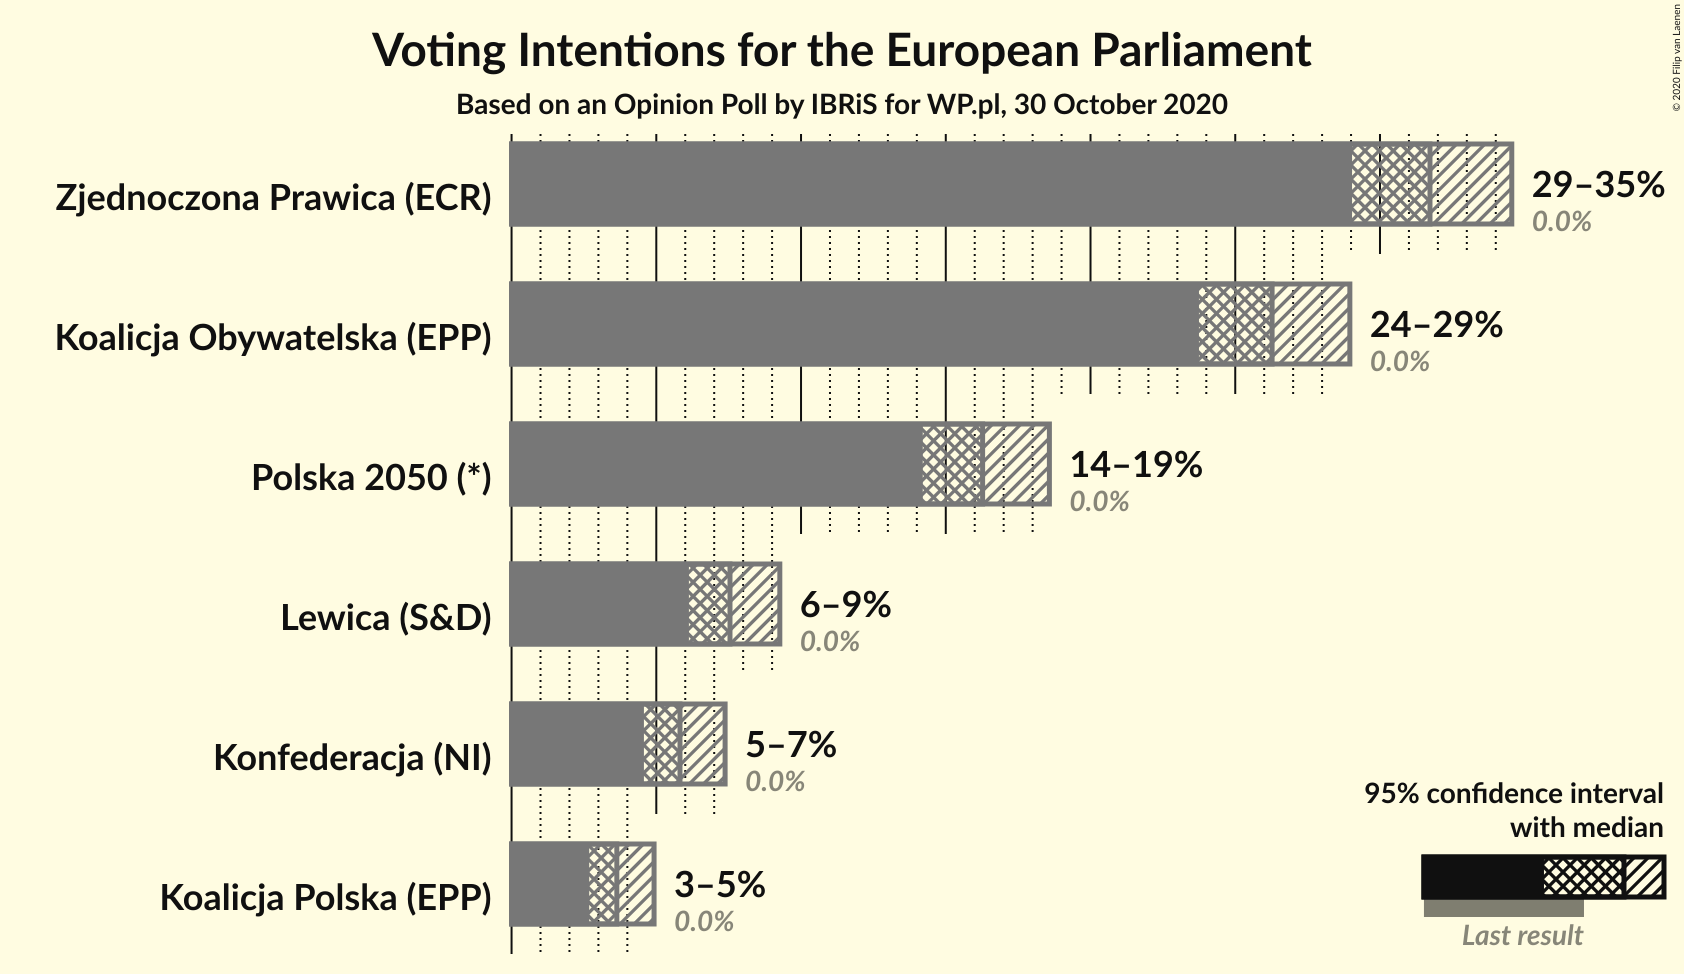 Voting Intentions for the European Parliament
Based on an Opinion Poll by IBRiS for WP.pl, 30 October 2020
© 2020 Filip van Laenen
Zjednoczona Prawica (ECR)
29–35%
0.0%
Koalicja Obywatelska (EPP)
24–29%
0.0%
Polska 2050 (*)
14–19%
0.0%
Lewica (S&D)
6–9%
0.0%
Konfederacja (NI)
5–7%
0.0%
Koalicja Polska (EPP)
3–5%
0.0%
95% confidence interval
with median
Last result